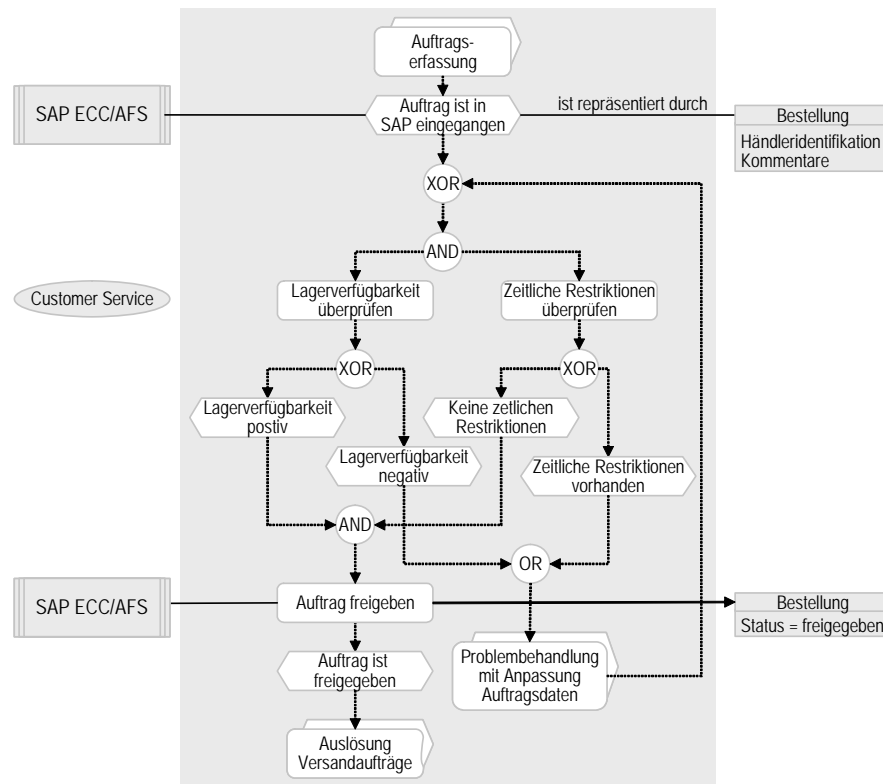 Auftrags-
erfassung
SAP ECC/AFS
Auftrag ist in
SAP eingegangen
ist repräsentiert durch
Bestellung
Händleridentifikation
Kommentare
XOR
AND
Customer Service
Lagerverfügbarkeit
überprüfen
Zeitliche Restriktionen
überprüfen
XOR
XOR
Lagerverfügbarkeit
postiv
Keine zetlichen
Restriktionen
Lagerverfügbarkeit
negativ
Zeitliche Restriktionen
vorhanden
AND
OR
SAP ECC/AFS
Auftrag freigeben
Bestellung
Status = freigegeben
Auftrag ist
freigegeben
Problembehandlung
mit Anpassung
Auftragsdaten
Auslösung
Versandaufträge